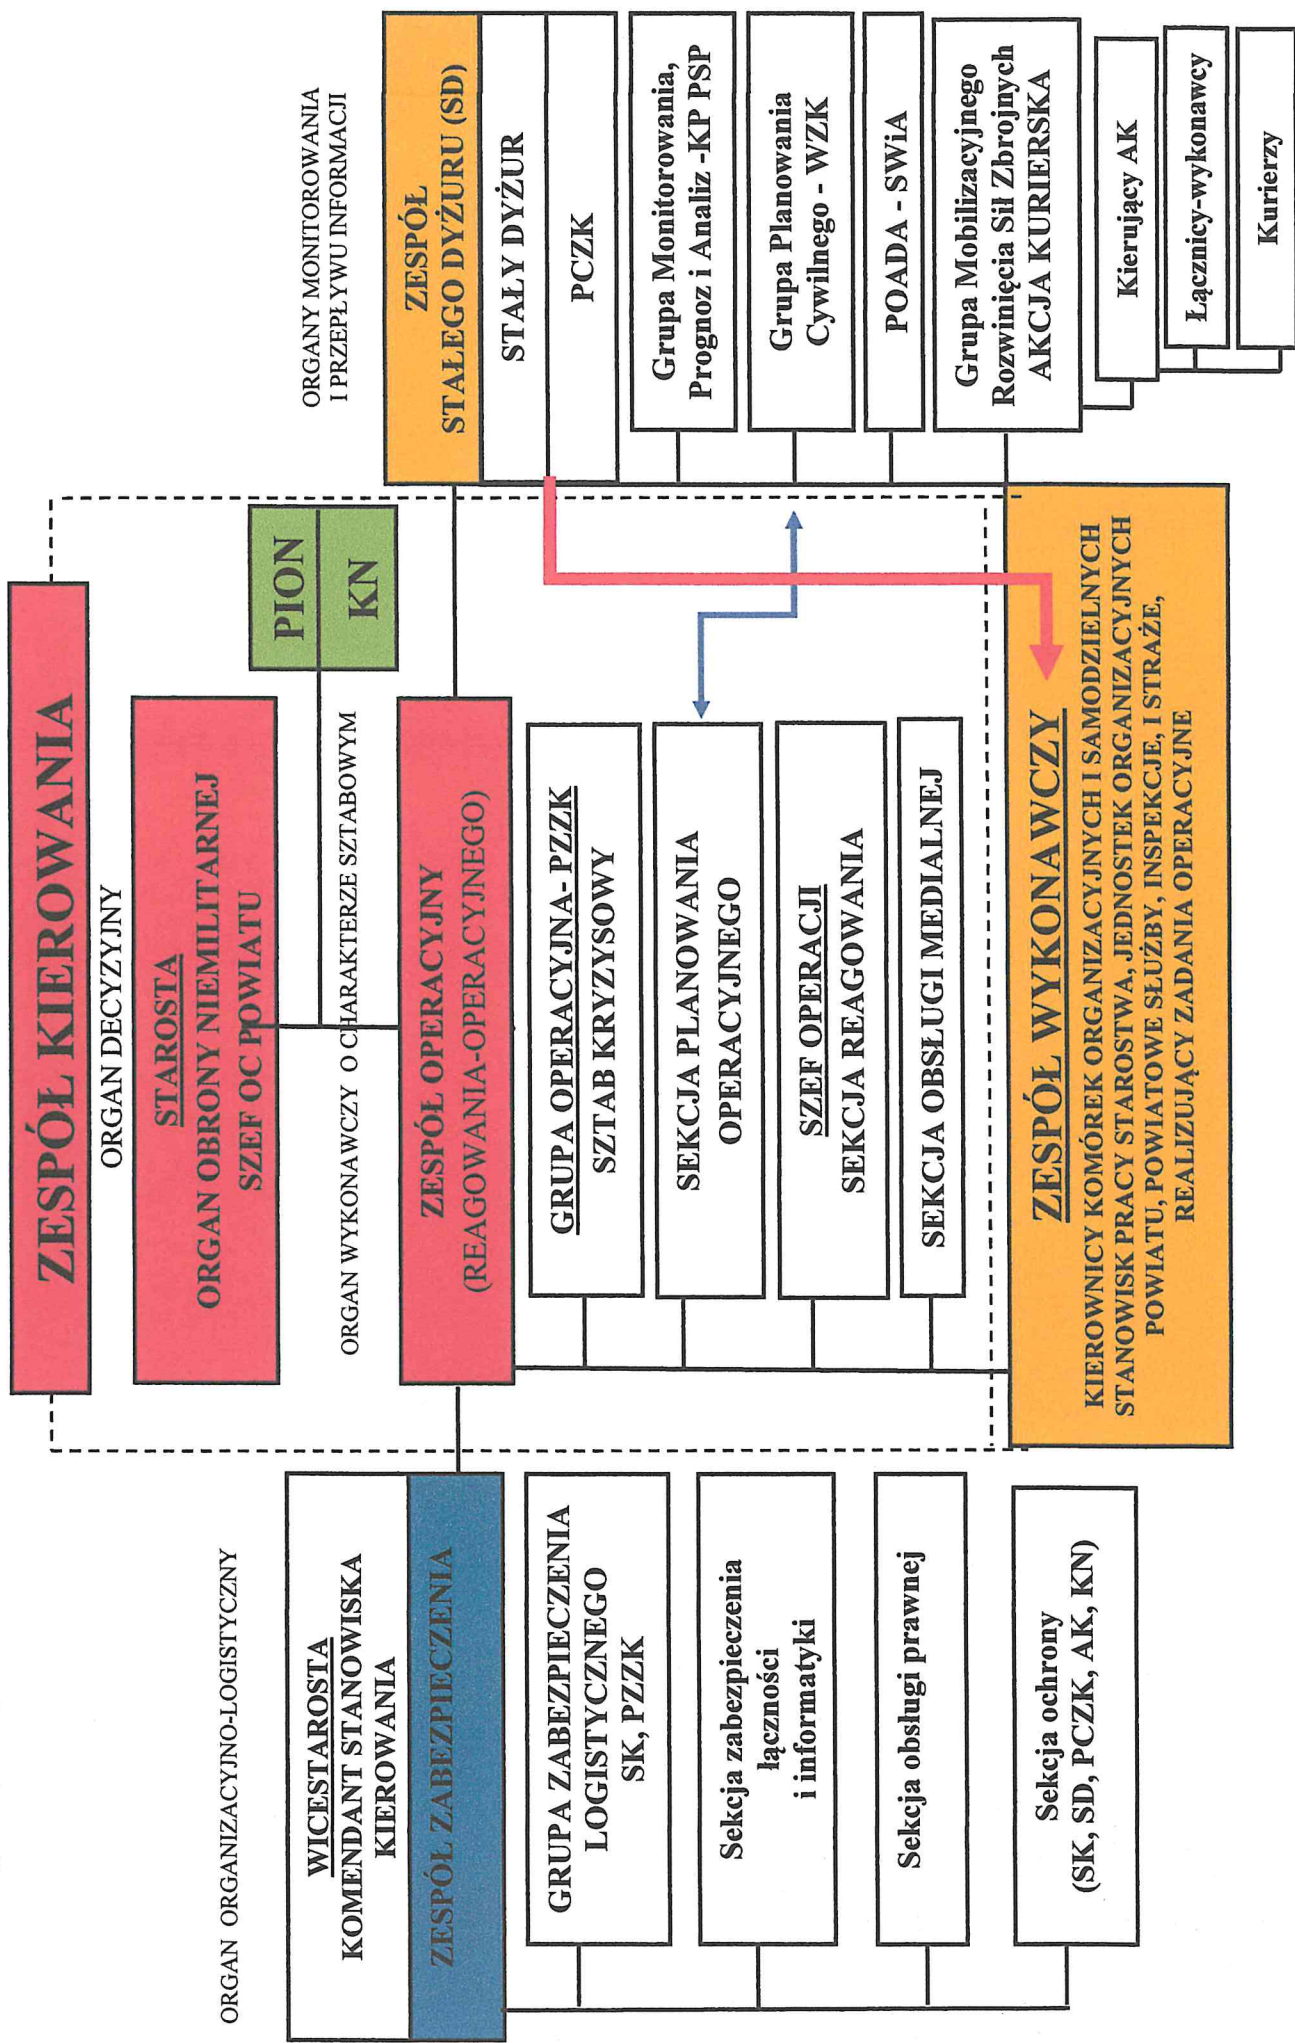 ZESPÓŁ KIEROWANIA
ORGAN DECYZYJNY
STAROSTA
ORGAN OBRONY NIEMILITARNEJ
SZEF OC POWIATU
PION
KN
ORGAN WYKONAWCZY O CHARAKTERZE SZTABOWYM
ZESPÓŁ OPERACYJNY
(REAGOWANIA-OPERACYJNEGO)
GRUPA OPERACYJNA- PZZK
SZTAB KRYZYSOWY
SEKCJA PLANOWANIA
OPERACYJNEGO
SZEF OPERACJI
SEKCJA REAGOWANIA
SEKCJA OBSŁUGI MEDIALNEJ
ORGAN ORGANIZACYJNO-LOGISTYCZNY
WICESTAROSTA
KOMENDANT STANOWISKA
KIEROWANIA
ZESPÓŁ ZABEZPIECZENIA
GRUPA ZABEZPIECZENIA
LOGISTYCZNEGO
SK, PZZK
Sekcja zabezpieczenia
łączności
i informatyki
Sekcja obsługi prawnej
Sekcja ochrony
(SK, SD, PCZK, AK, KN)
ORGANY MONITOROWANIA
I PRZEPŁYWU INFORMACJI
ZESPÓŁ
STAŁEGO DYŻURU (SD)
STAŁY DYŻUR
PCZK
Grupa Monitorowania,
Prognoz i Analiz -KP PSP
Grupa Planowania
Cywilnego - WZK
POADA - SWiA
Grupa Mobilizacyjnego
Rozwinięcia Sił Zbrojnych
AKCJA KURIERSKA
Kierujący AK
Łącznicy-wykonawcy
Kurierzy
ZESPÓŁ WYKONAWCZY
KIEROWNICY KOMÓREK ORGANIZACYJNYCH I SAMODZIELNYCH
STANOWISK PRACY STAROSTWA, JEDNOSTEK ORGANIZACYJNYCH
POWIATU, POWIATOWE SŁUŻBY, INSPEKCJE, I STRAŻE,
REALIZUJĄCY ZADANIA OPERACYJNE